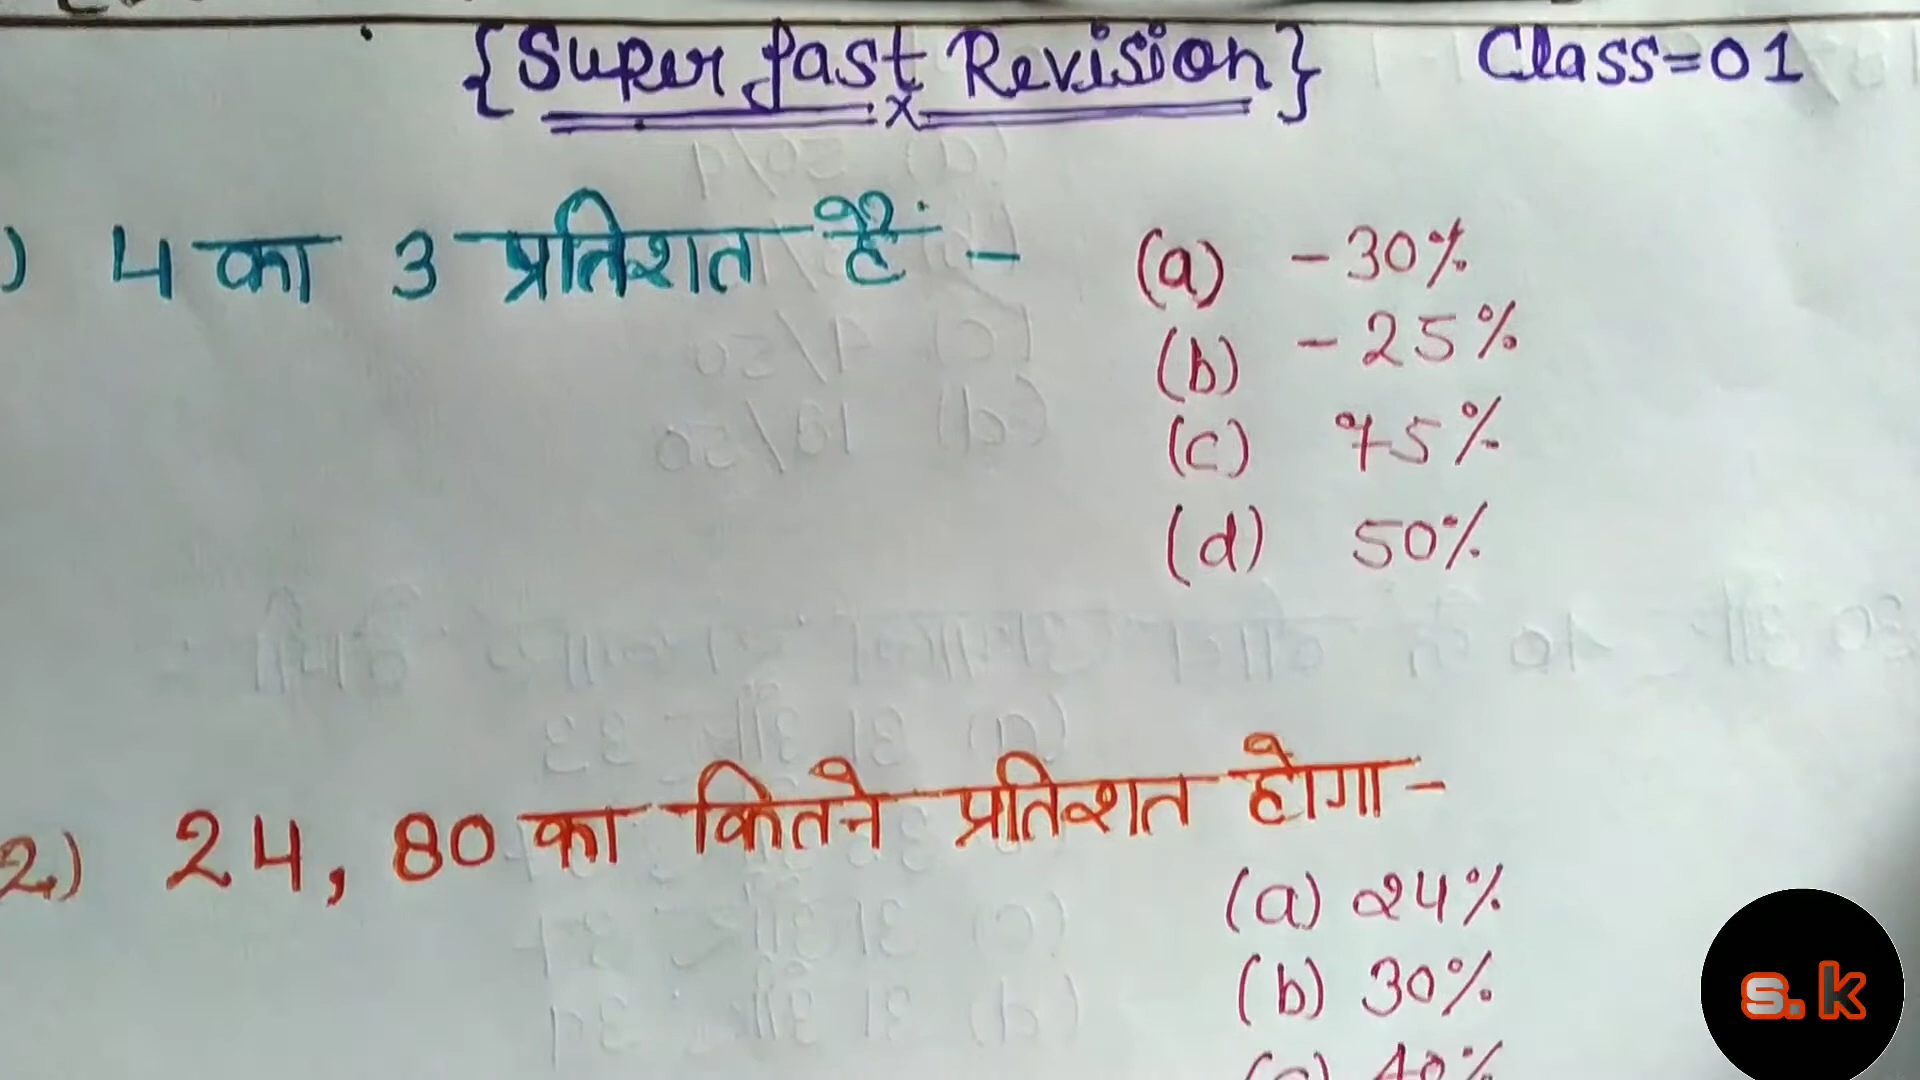 {Super fast Revision} Class=01
) 4 का 3 प्रतिशत है -
(a) - 30%
(b) - 25%
(c) 75%
(d) 50%
2) 24, 80 का कितने प्रतिशत होगा -
(a) 24%
(b) 30%
(c) 40%
s. k